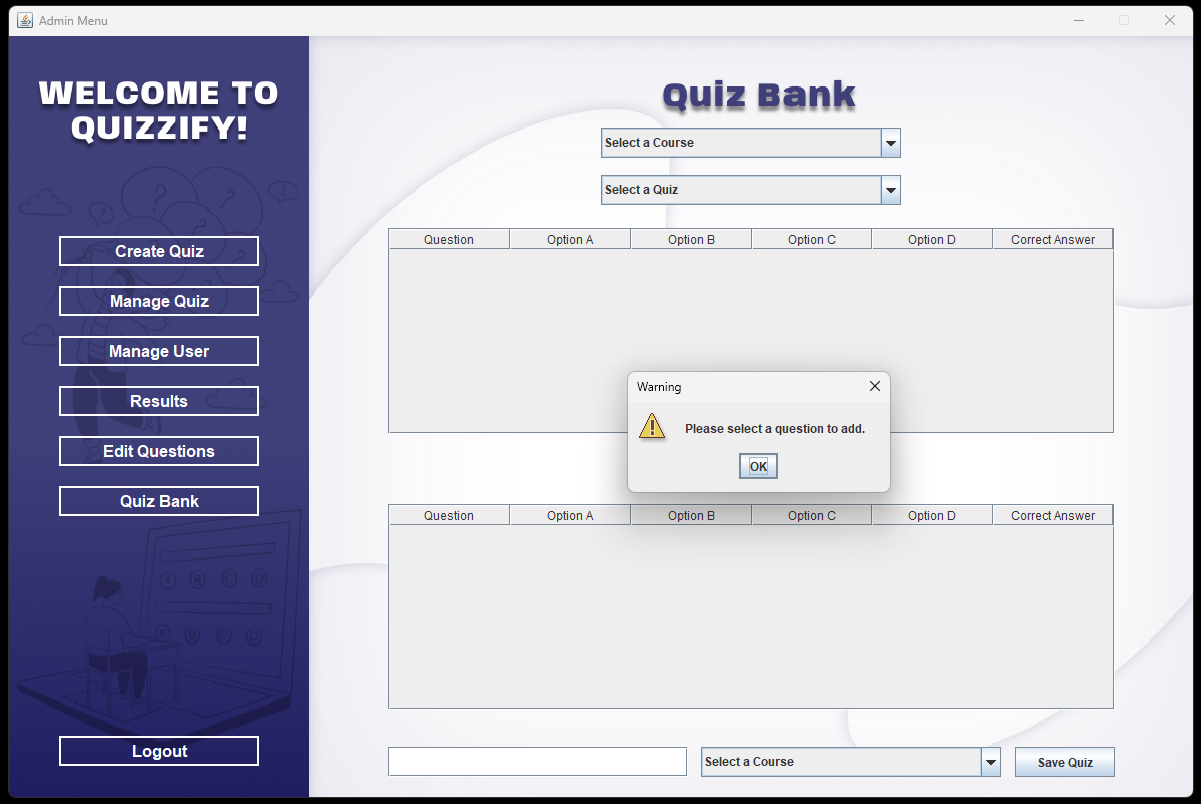 Admin Menu
WELCOME TO
QUIZZIFY!
Create Quiz
Manage Quiz
Manage User
Results
Edit Questions
Quiz Bank
Logout
Quiz Bank
Select a Course
Select a Quiz
Question Option A Option B Option C Option D Correct Answer
Warning
Please select a question to add.
OK
Question Option A Option B Option C Option D Correct Answer
Select a Course
Save Quiz
A B C D
A B C D